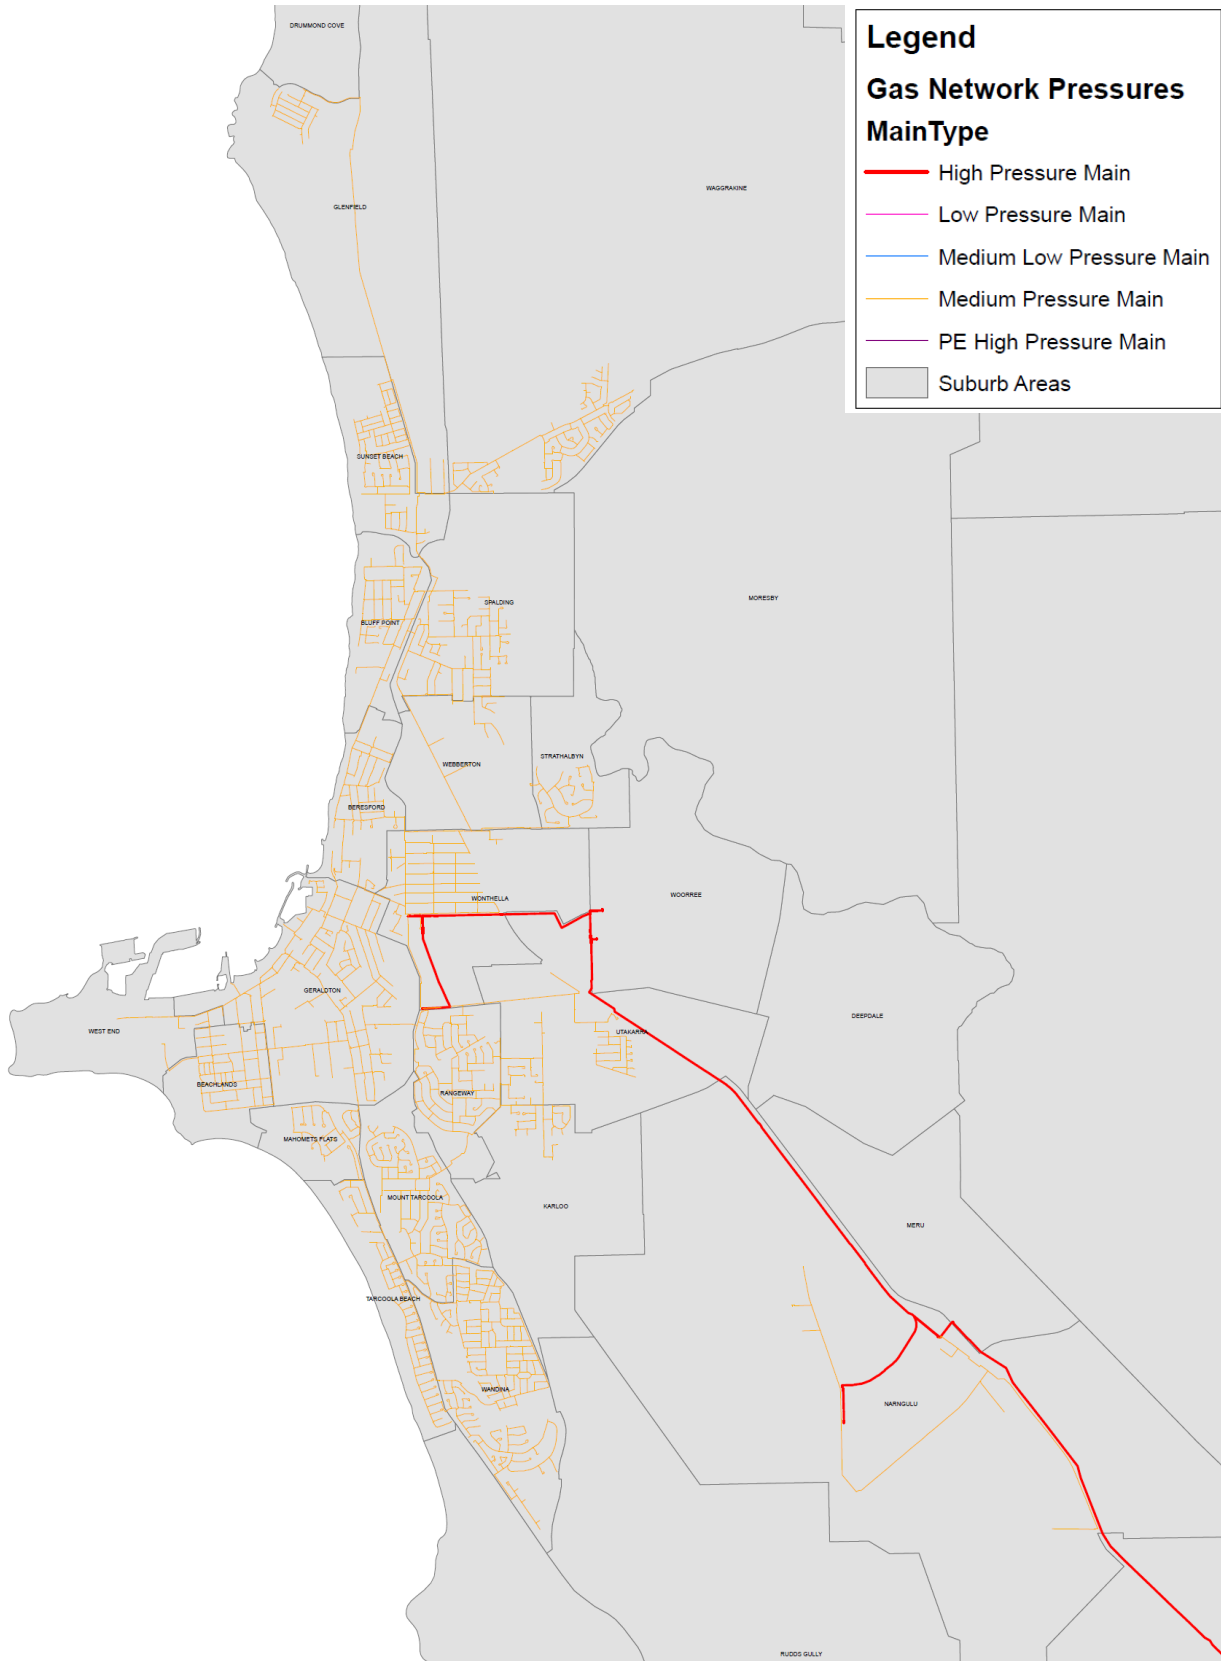 DRUMMOND COVE
Legend
Gas Network Pressures
MainType
High Pressure Main
Low Pressure Main
Medium Low Pressure Main
Medium Pressure Main
PE High Pressure Main
Suburb Areas
WAGGRAKINE
GLENFIELD
SUNSET BEACH
MORESBY
SPALDING
BLUFF POINT
STRATHALBYN
WEBBERTON
BERESFORD
WOORREE
WONTHELLA
GERALDTON
DEEPDALE
WEST END
UTAKARRA
BEACHLANDS
RANGEWAY
MAHOMETS FLATS
MOUNT TARCOOLA
KARLOO
MERU
TARCOOLA BEACH
WANDINA
NARNGULU
RUDDS GULLY